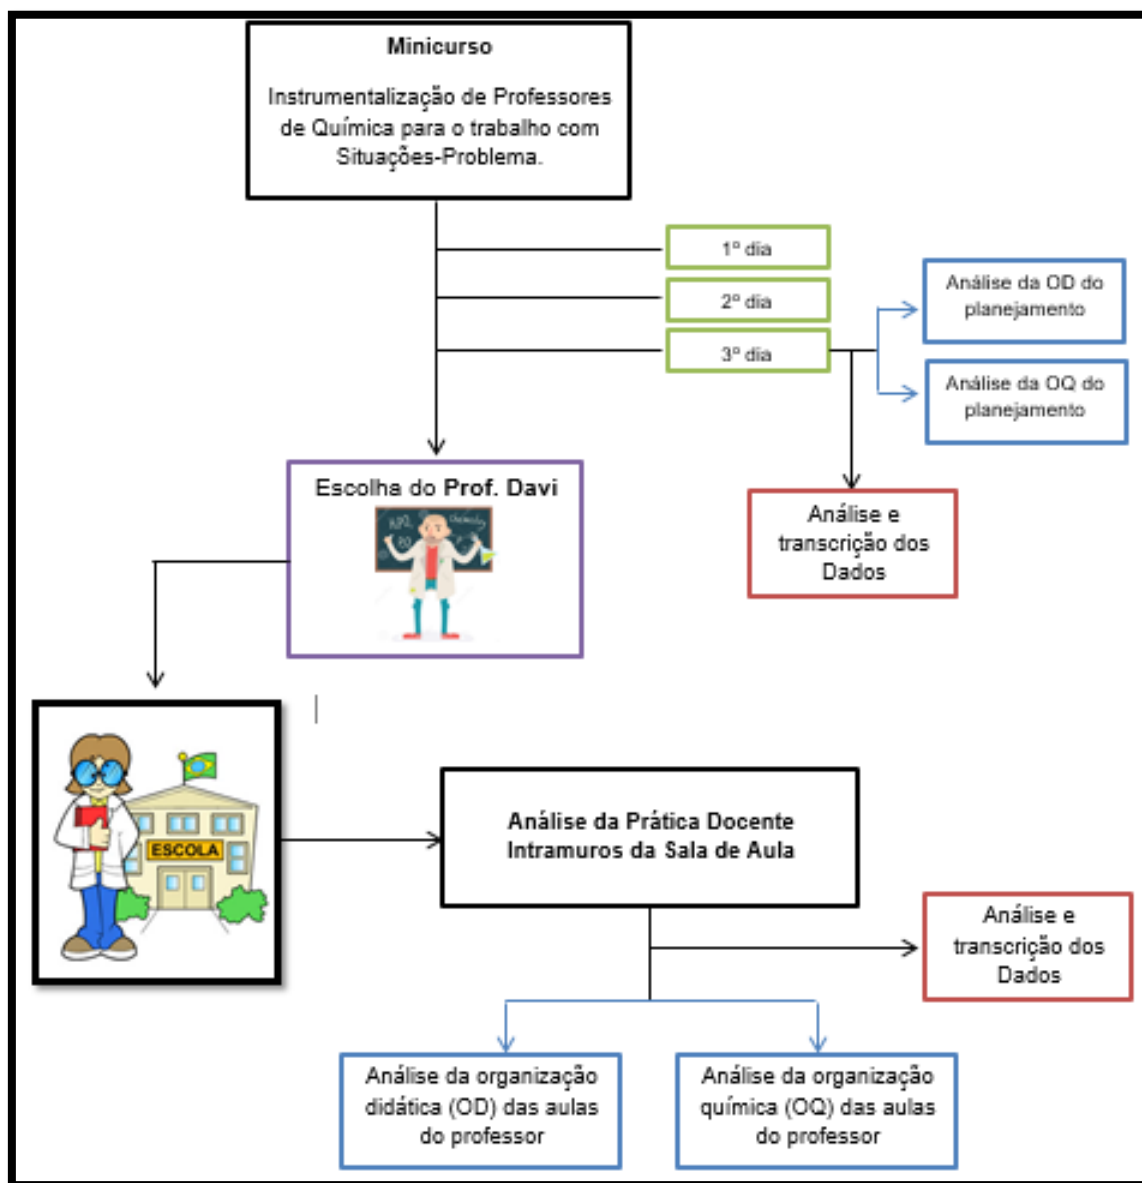 Minicurso
Instrumentalização de Professores
de Química para o trabalho com
Situações-Problema.
1º dia
2º dia
3º dia
Análise da OD do
planejamento
Análise da OQ do
planejamento
Análise e
transcrição dos
Dados
Escolha do Prof. Davi
ESCOLA
Análise da Prática Docente
Intramuros da Sala de Aula
Análise e
transcrição dos
Dados
Análise da organização
didática (OD) das aulas
do professor
Análise da organização
química (OQ) das aulas
do professor